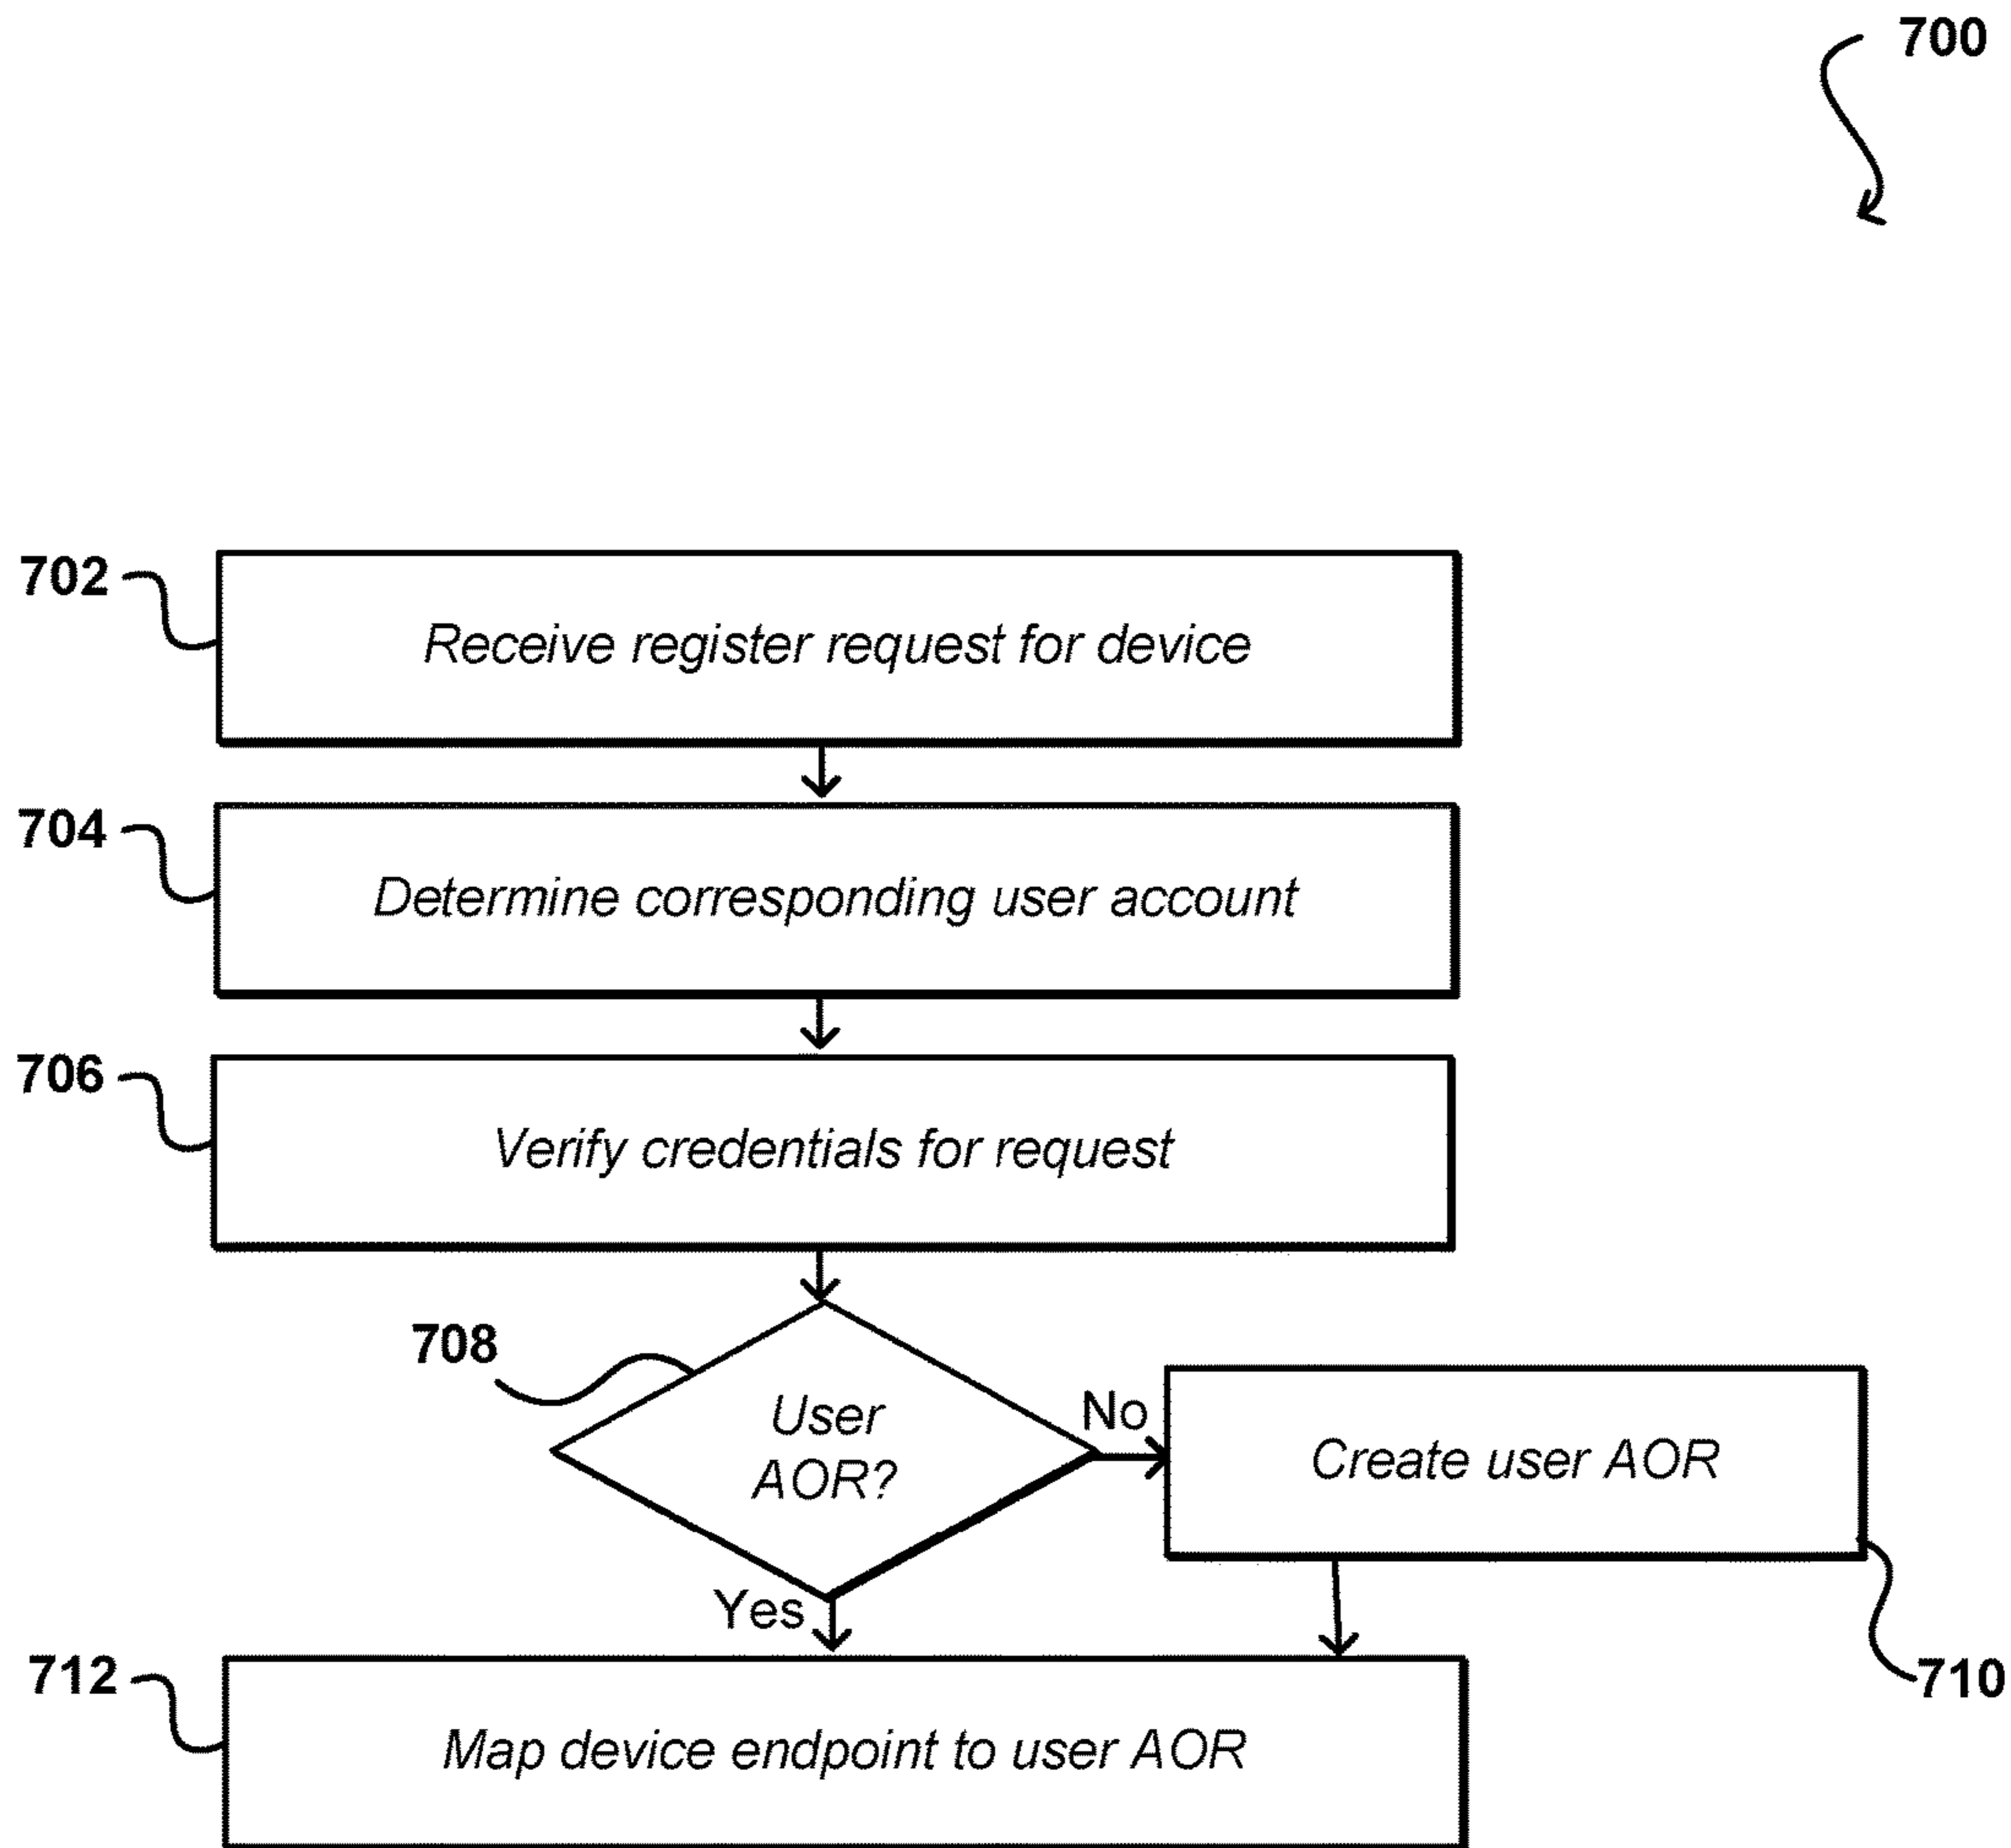 700
702
Receive register request for device
704
Determine corresponding user account
706
Verify credentials for request
708
User
AOR?
No
Create user AOR
Yes
710
712
Map device endpoint to user AOR